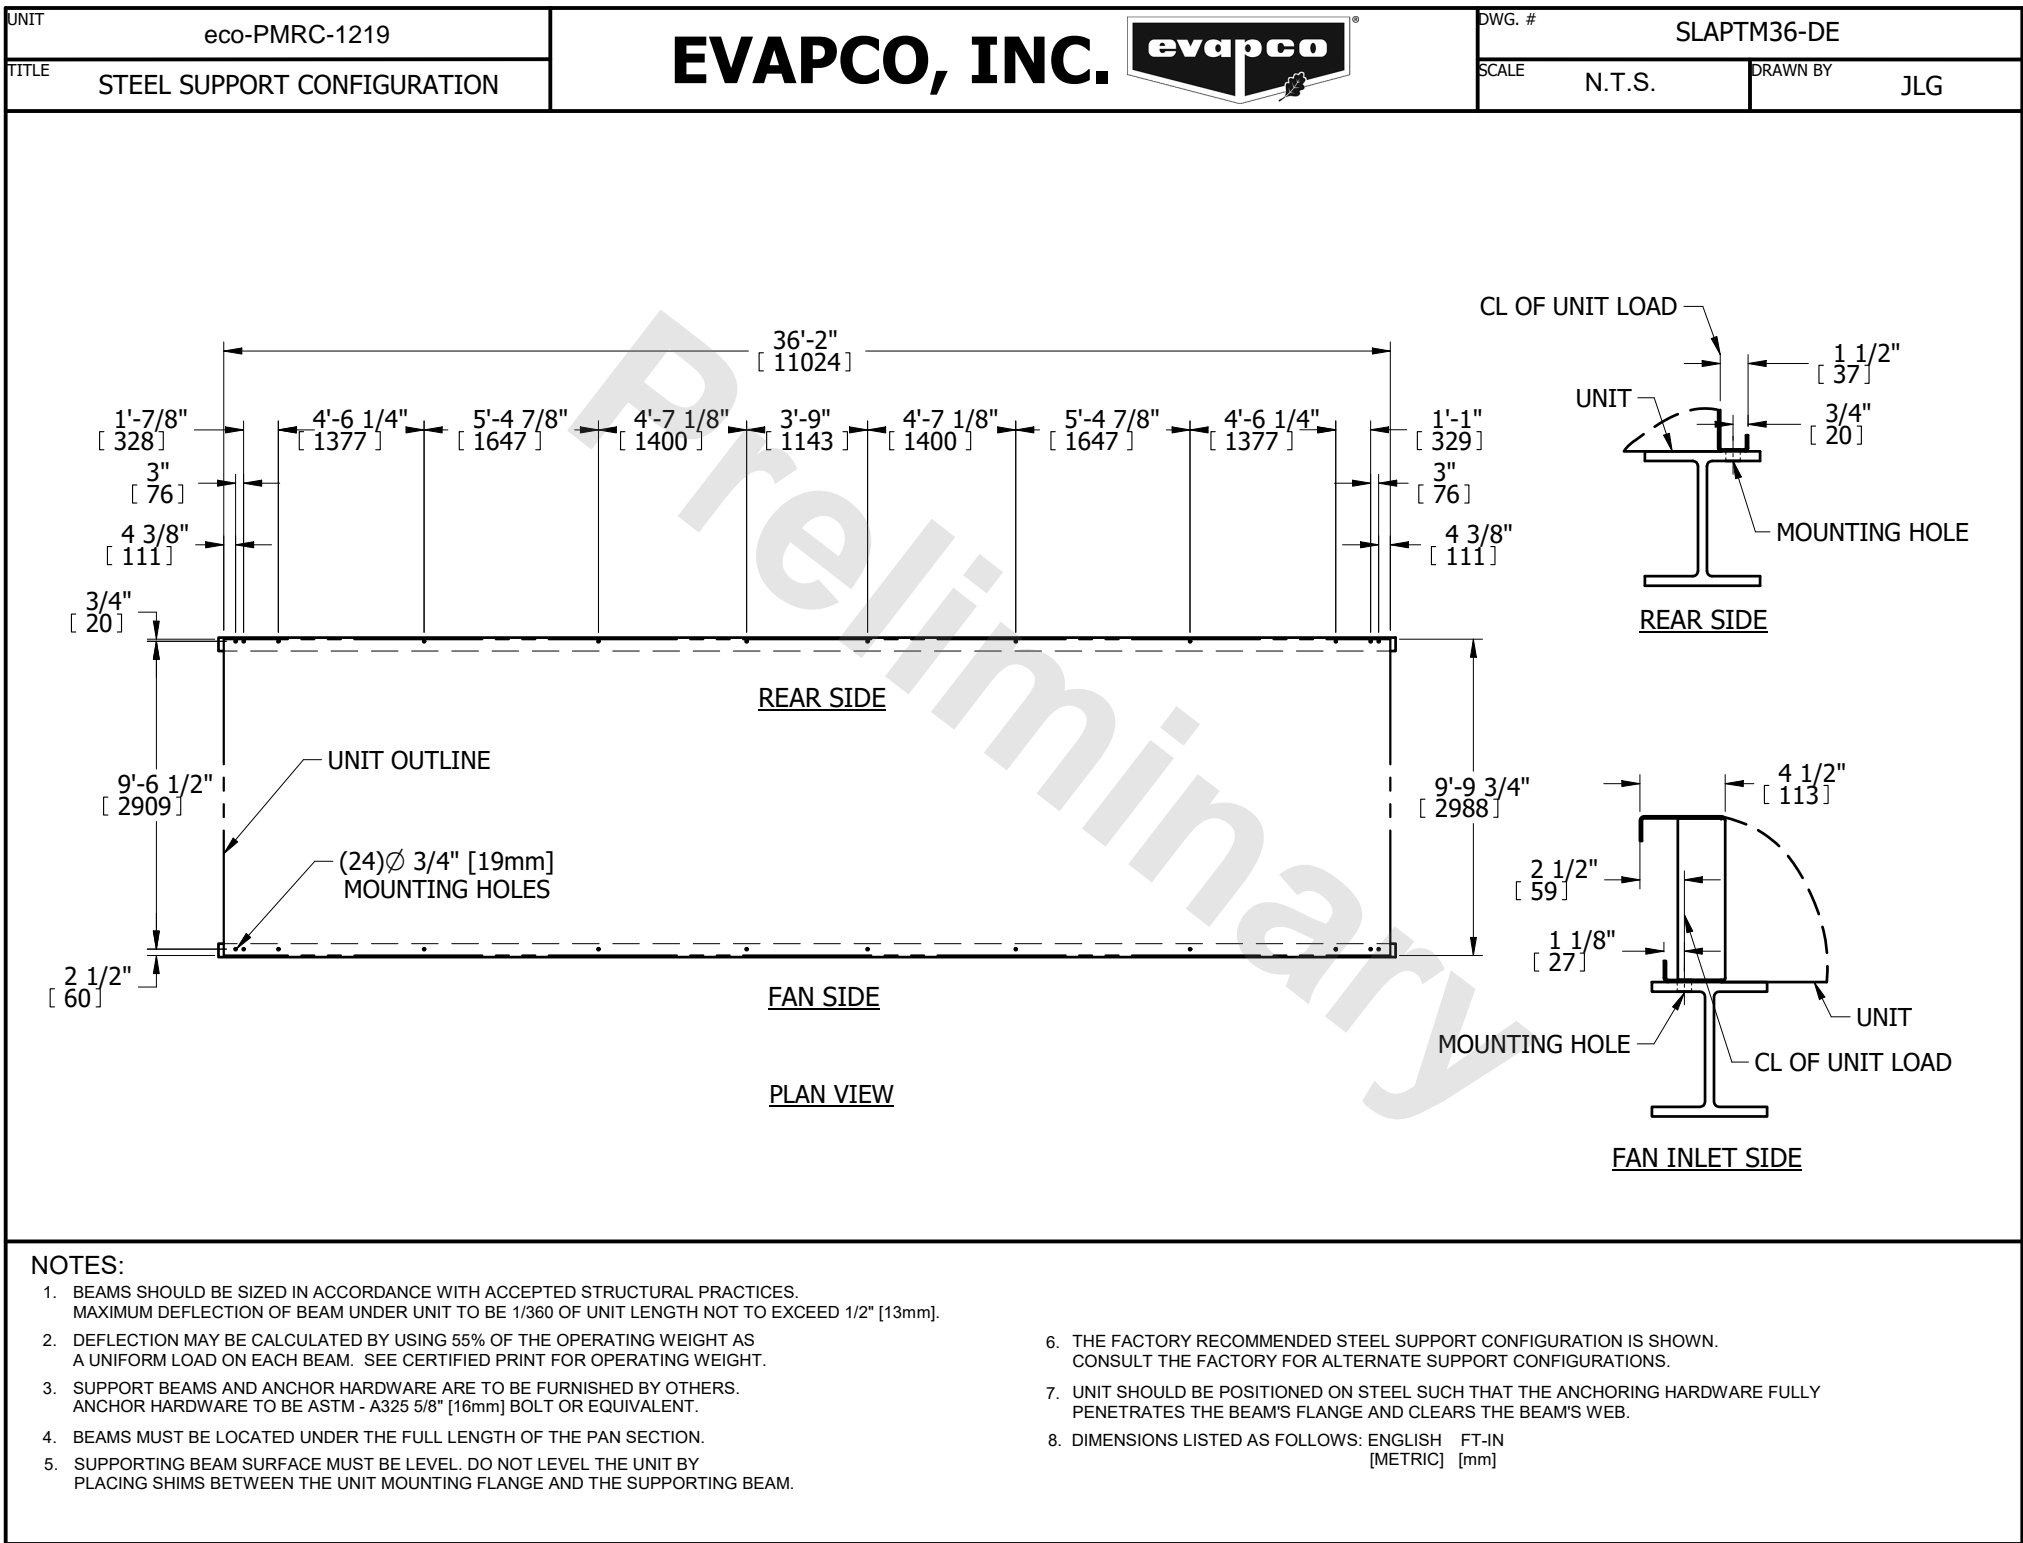 UNIT
eco-PMRC-1219
TITLE
STEEL SUPPORT CONFIGURATION
EVAPCO, INC.
evapco
®
DWG. #
SLAPTM36-DE
SCALE
N.T.S.
DRAWN BY
JLG
Preliminary
36'-2"
[ 11024 ]
1'-7/8"
[ 328 ]
4'-6 1/4"
[ 1377 ]
5'-4 7/8"
[ 1647 ]
4'-7 1/8"
[ 1400 ]
3'-9"
[ 1143 ]
4'-7 1/8"
[ 1400 ]
5'-4 7/8"
[ 1647 ]
4'-6 1/4"
[ 1377 ]
1'-1"
[ 329 ]
3"
[ 76 ]
3"
[ 76 ]
4 3/8"
[ 111 ]
4 3/8"
[ 111 ]
3/4"
[ 20 ]
REAR SIDE
UNIT OUTLINE
9'-6 1/2"
[ 2909 ]
9'-9 3/4"
[ 2988 ]
(24)∅ 3/4" [19mm]
MOUNTING HOLES
2 1/2"
[ 60 ]
FAN SIDE
PLAN VIEW
CL OF UNIT LOAD
1 1/2"
[ 37 ]
UNIT
3/4"
[ 20 ]
MOUNTING HOLE
REAR SIDE
4 1/2"
[ 113 ]
2 1/2"
[ 59 ]
1 1/8"
[ 27 ]
UNIT
MOUNTING HOLE
CL OF UNIT LOAD
FAN INLET SIDE
NOTES:
1. BEAMS SHOULD BE SIZED IN ACCORDANCE WITH ACCEPTED STRUCTURAL PRACTICES.
MAXIMUM DEFLECTION OF BEAM UNDER UNIT TO BE 1/360 OF UNIT LENGTH NOT TO EXCEED 1/2" [13mm].
2. DEFLECTION MAY BE CALCULATED BY USING 55% OF THE OPERATING WEIGHT AS
A UNIFORM LOAD ON EACH BEAM. SEE CERTIFIED PRINT FOR OPERATING WEIGHT.
3. SUPPORT BEAMS AND ANCHOR HARDWARE ARE TO BE FURNISHED BY OTHERS.
ANCHOR HARDWARE TO BE ASTM - A325 5/8" [16mm] BOLT OR EQUIVALENT.
4. BEAMS MUST BE LOCATED UNDER THE FULL LENGTH OF THE PAN SECTION.
5. SUPPORTING BEAM SURFACE MUST BE LEVEL. DO NOT LEVEL THE UNIT BY
PLACING SHIMS BETWEEN THE UNIT MOUNTING FLANGE AND THE SUPPORTING BEAM.
6. THE FACTORY RECOMMENDED STEEL SUPPORT CONFIGURATION IS SHOWN.
CONSULT THE FACTORY FOR ALTERNATE SUPPORT CONFIGURATIONS.
7. UNIT SHOULD BE POSITIONED ON STEEL SUCH THAT THE ANCHORING HARDWARE FULLY
PENETRATES THE BEAM'S FLANGE AND CLEARS THE BEAM'S WEB.
8. DIMENSIONS LISTED AS FOLLOWS: ENGLISH FT-IN
[METRIC] [mm]